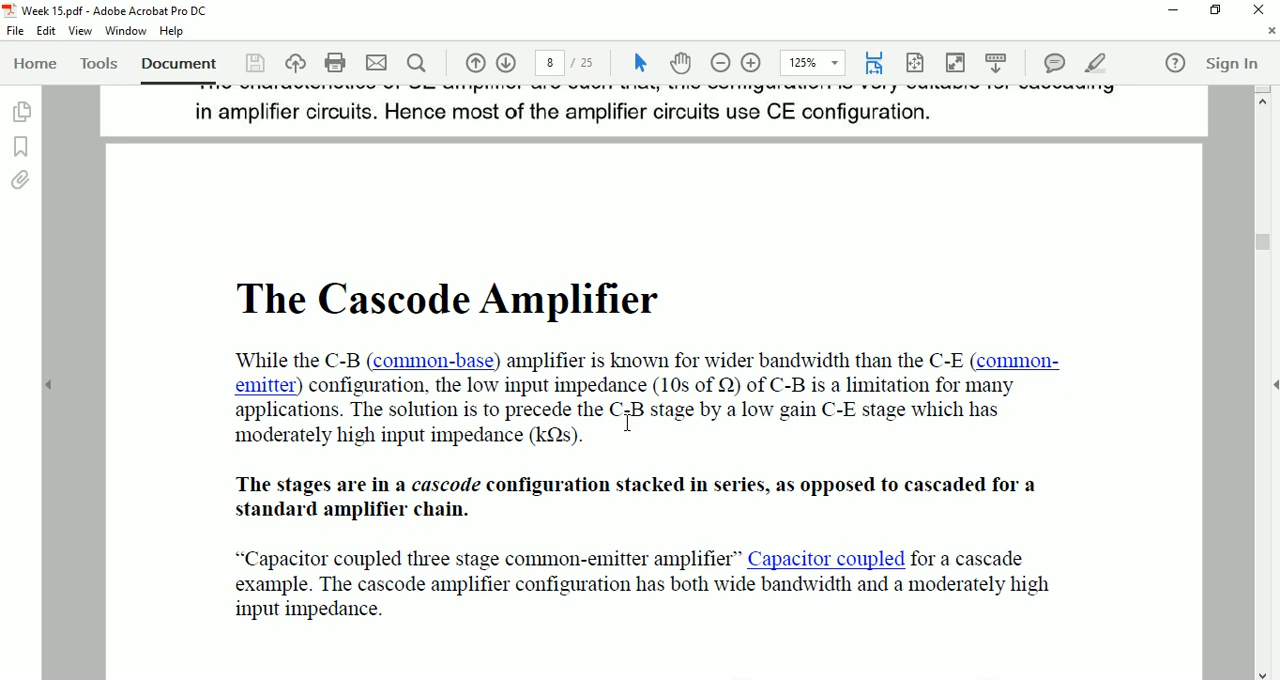 Week 15.pdf - Adobe Acrobat Pro DC
File Edit View Window Help
Home Tools Document 8 / 25 125% Sign In
in amplifier circuits. Hence most of the amplifier circuits use CE configuration.
The Cascode Amplifier
While the C-B (common-base) amplifier is known for wider bandwidth than the C-E (common-
emitter) configuration, the low input impedance (10s of Ω) of C-B is a limitation for many
applications. The solution is to precede the C-B stage by a low gain C-E stage which has
moderately high input impedance (kΩs).
The stages are in a cascode configuration stacked in series, as opposed to cascaded for a
standard amplifier chain.
“Capacitor coupled three stage common-emitter amplifier” Capacitor coupled for a cascade
example. The cascode amplifier configuration has both wide bandwidth and a moderately high
input impedance.